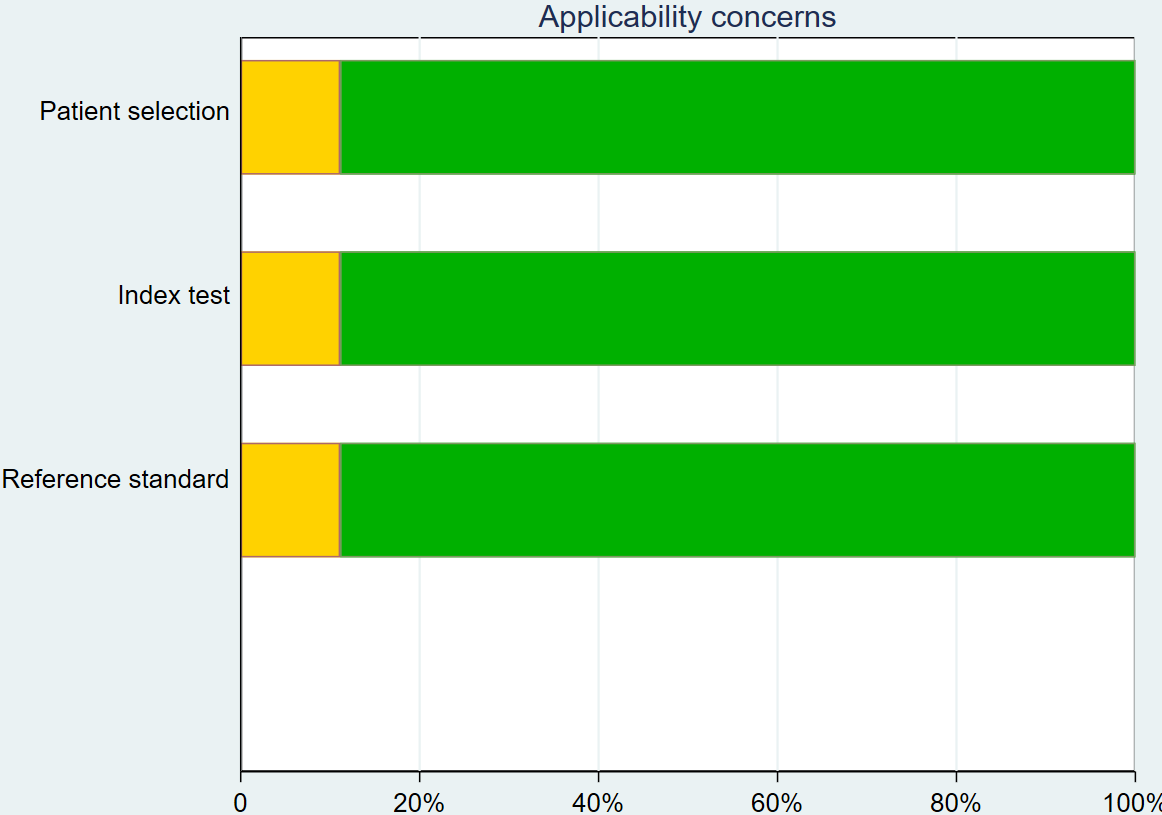 Applicability concerns
Patient selection
Index test
Reference standard
0 20% 40% 60% 80% 100%